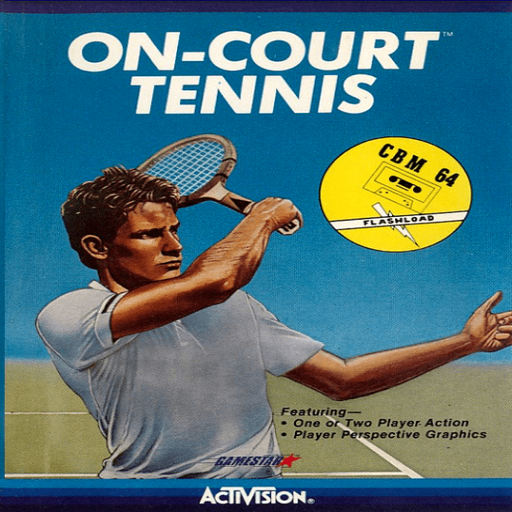 ON-COURT™
TENNIS
CBM 64
FLASHLOAD
Featuring—
• One or Two Player Action
• Player Perspective Graphics
GAMESTAR
ACTIVISION®